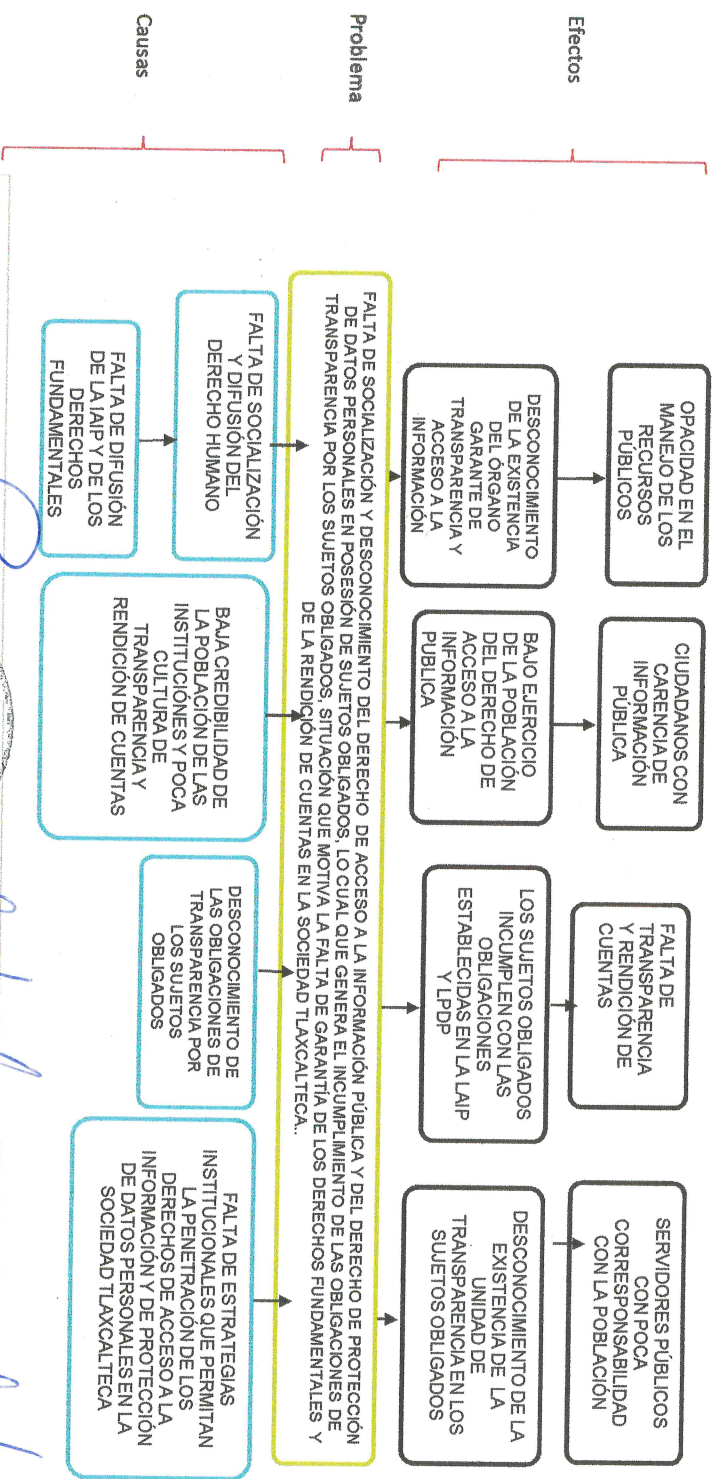 Efectos
OPACIDAD EN EL
MANEJO DE LOS
RECURSOS
PÚBLICOS
CIUDADANOS CON
CARENCIA DE
INFORMACIÓN
PÚBLICA
FALTA DE
TRANSPARENCIA
Y RENDICIÓN DE
CUENTAS
SERVIDORES PÚBLICOS
CON POCA
CORRESPONSABILIDAD
CON LA POBLACIÓN
DESCONOCIMIENTO
DE LA EXISTENCIA
DEL ÓRGANO
GARANTE DE
TRANSPARENCIA Y
ACCESO A LA
INFORMACIÓN
BAJO EJERCICIO
DE LA POBLACIÓN
DEL DERECHO DE
ACCESO A LA
INFORMACIÓN
PUBLICA
LOS SUJETOS OBLIGADOS
INCUMPLEN CON LAS
OBLIGACIONES
ESTABLECIDAS EN LA LAIP
Y LPDP
DESCONOCIMIENTO DE LA
EXISTENCIA DE LA
UNIDAD DE
TRANSPARENCIA EN LOS
SUJETOS OBLIGADOS
Problema
FALTA DE SOCIALIZACIÓN Y DESCONOCIMIENTO DEL DERECHO DE ACCESO A LA INFORMACIÓN PÚBLICA Y DEL DERECHO DE PROTECCIÓN
DE DATOS PERSONALES EN POSESIÓN DE SUJETOS OBLIGADOS, LO CUAL QUE GENERA EL INCUMPLIMIENTO DE LAS OBLIGACIONES DE
TRANSPARENCIA POR LOS SUJETOS OBLIGADOS, SITUACIÓN QUE MOTIVA LA FALTA DE GARANTÍA DE LOS DERECHOS FUNDAMENTALES Y
DE LA RENDICIÓN DE CUENTAS EN LA SOCIEDAD TLAXCALTECA..
Causas
FALTA DE SOCIALIZACIÓN
Y DIFUSIÓN DEL
DERECHO HUMANO
FALTA DE DIFUSIÓN
DE LA IAIP Y DE LOS
DERECHOS
FUNDAMENTALES
BAJA CREDIBILIDAD DE
LA POBLACIÓN DE LAS
INSTITUCIÓNES Y POCA
CULTURA DE
TRANSPARENCIA Y
RENDICIÓN DE CUENTAS
DESCONOCIMIENTO DE
LAS OBLIGACIONES DE
TRANSPARENCIA POR
LOS SUJETOS
OBLIGADOS
FALTA DE ESTRATEGIAS
INSTITUCIONALES QUE PERMITAN
LA PENETRACIÓN DE LOS
DERECHOS DE ACCESO A LA
INFORMACIÓN Y DE PROTECCIÓN
DE DATOS PERSONALES EN LA
SOCIEDAD TLAXCALTECA